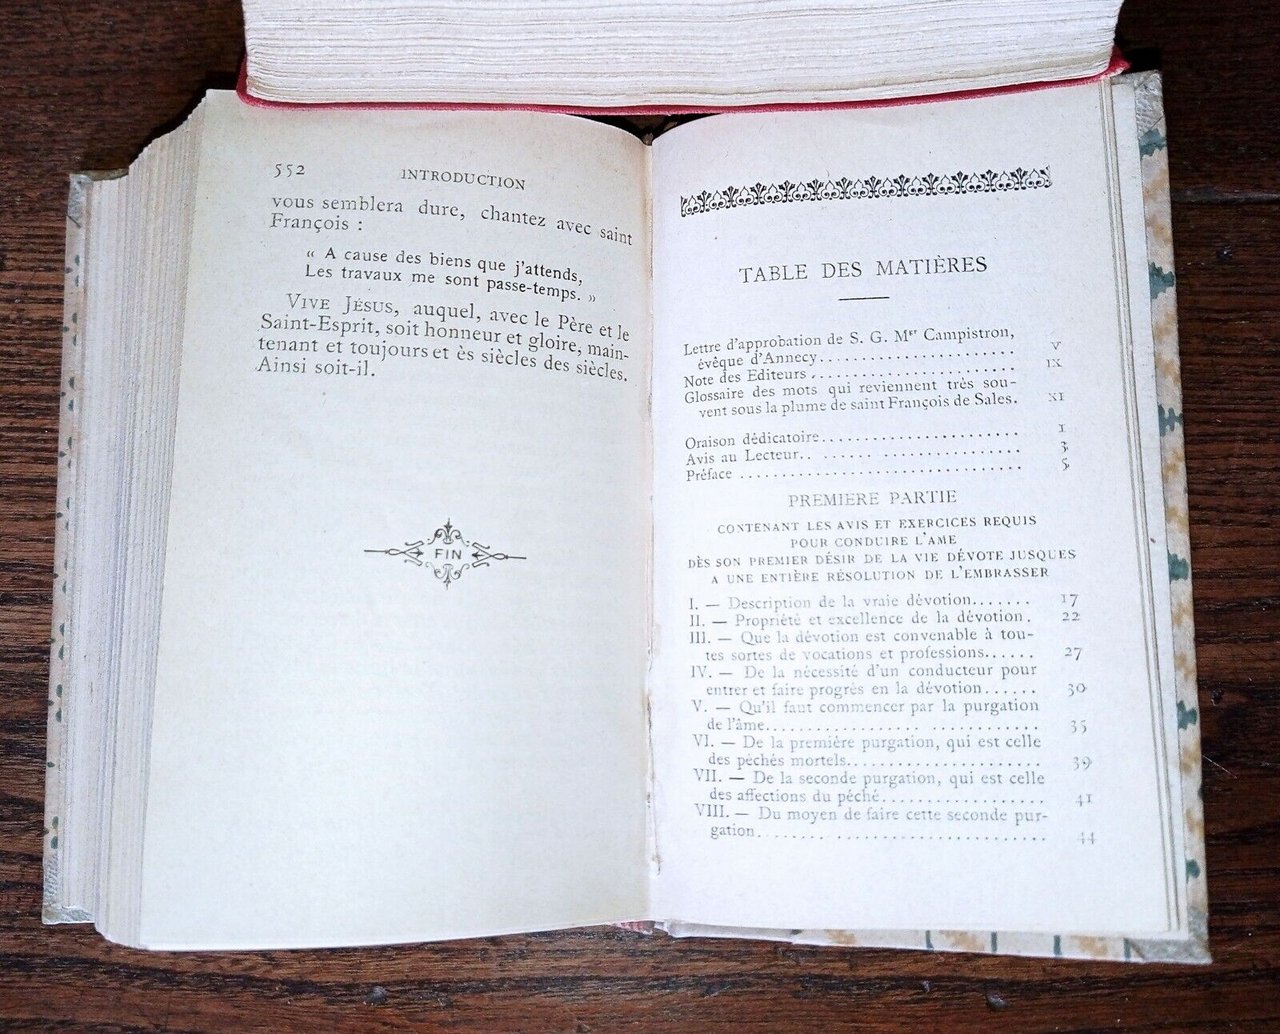 552 INTRODUCTION
vous semblera dure, chantez avec saint
François :
« A cause des biens que j'attends,
Les travaux me sont passe-temps. »
VIVE JÉSUS, auquel, avec le Père et le
Saint-Esprit, soit honneur et gloire, main-
tenant et toujours et ès siècles des siècles.
Ainsi soit-il.
FIN
TABLE DES MATIÈRES
Lettre d'approbation de S. G. Mgr Campistron,
évêque d'Annecy........................ V
Note des Editeurs ........................ IX
Glossaire des mots qui reviennent très sou-
vent sous la plume de saint François de Sales. XI
Oraison dédicatoire........................ 1
Avis au Lecteur........................ 3
Préface ........................ 5
PREMIERE PARTIE
CONTENANT LES AVIS ET EXERCICES REQUIS
POUR CONDUIRE L'AME
DÈS SON PREMIER DÉSIR DE LA VIE DÉVOTE JUSQUES
A UNE ENTIÈRE RÉSOLUTION DE L'EMBRASSER
I. — Description de la vraie dévotion....... 17
II. — Propriété et excellence de la dévotion. 22
III. — Que la dévotion est convenable à tou-
tes sortes de vocations et professions...... 27
IV. — De la nécessité d'un conducteur pour
entrer et faire progrès en la dévotion...... 30
V. — Qu'il faut commencer par la purgation
de l'âme........................ 35
VI. — De la première purgation, qui est celle
des péchés mortels........................ 39
VII. — De la seconde purgation, qui est celle
des affections du péché.................. 41
VIII. — Du moyen de faire cette seconde pur-
gation........................ 44